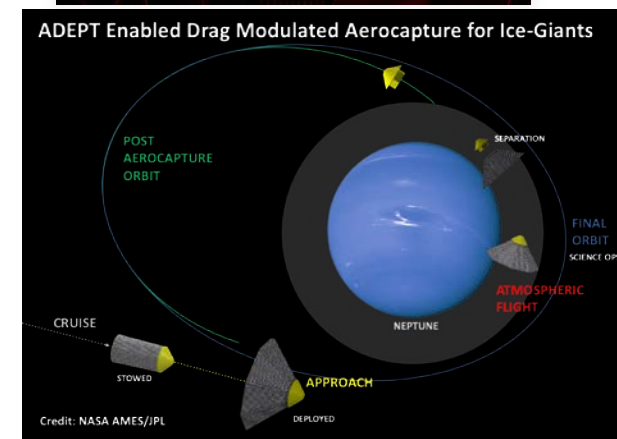 ADEPT Enabled Drag Modulated Aerocapture for Ice-Giants
SEPARATION
POST
AEROCAPTURE
ORBIT
FINAL
ORBIT
SCIENCE OP
ATMOSPHERIC
FLIGHT
NEPTUNE
CRUISE
STOWED
APPROACH
DEPLOYED
Credit: NASA AMES/JPL